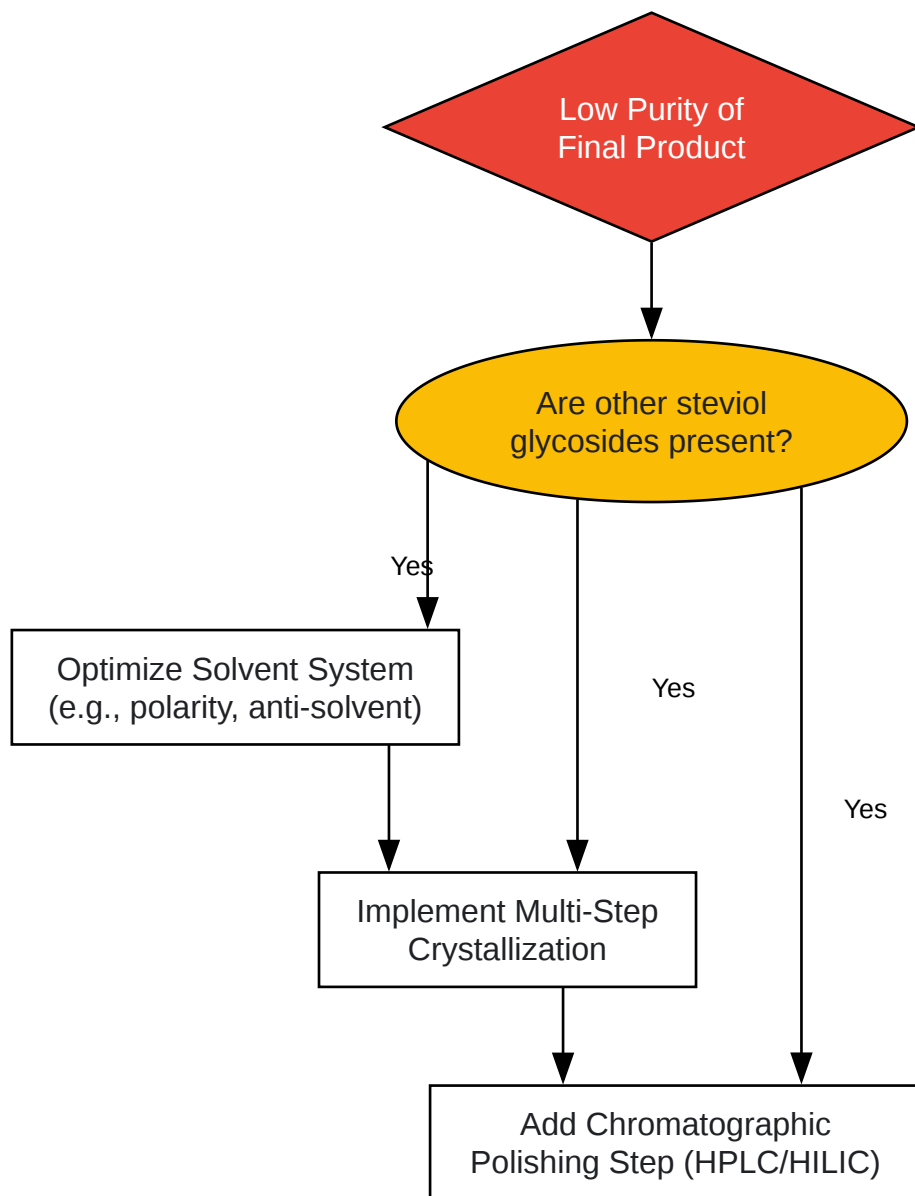 Low Purity of
Final Product
Are other steviol
glycosides present?
Yes
Optimize Solvent System
(e.g., polarity, anti-solvent)
Yes
Yes
Implement Multi-Step
Crystallization
Add Chromatographic
Polishing Step (HPLC/HILIC)